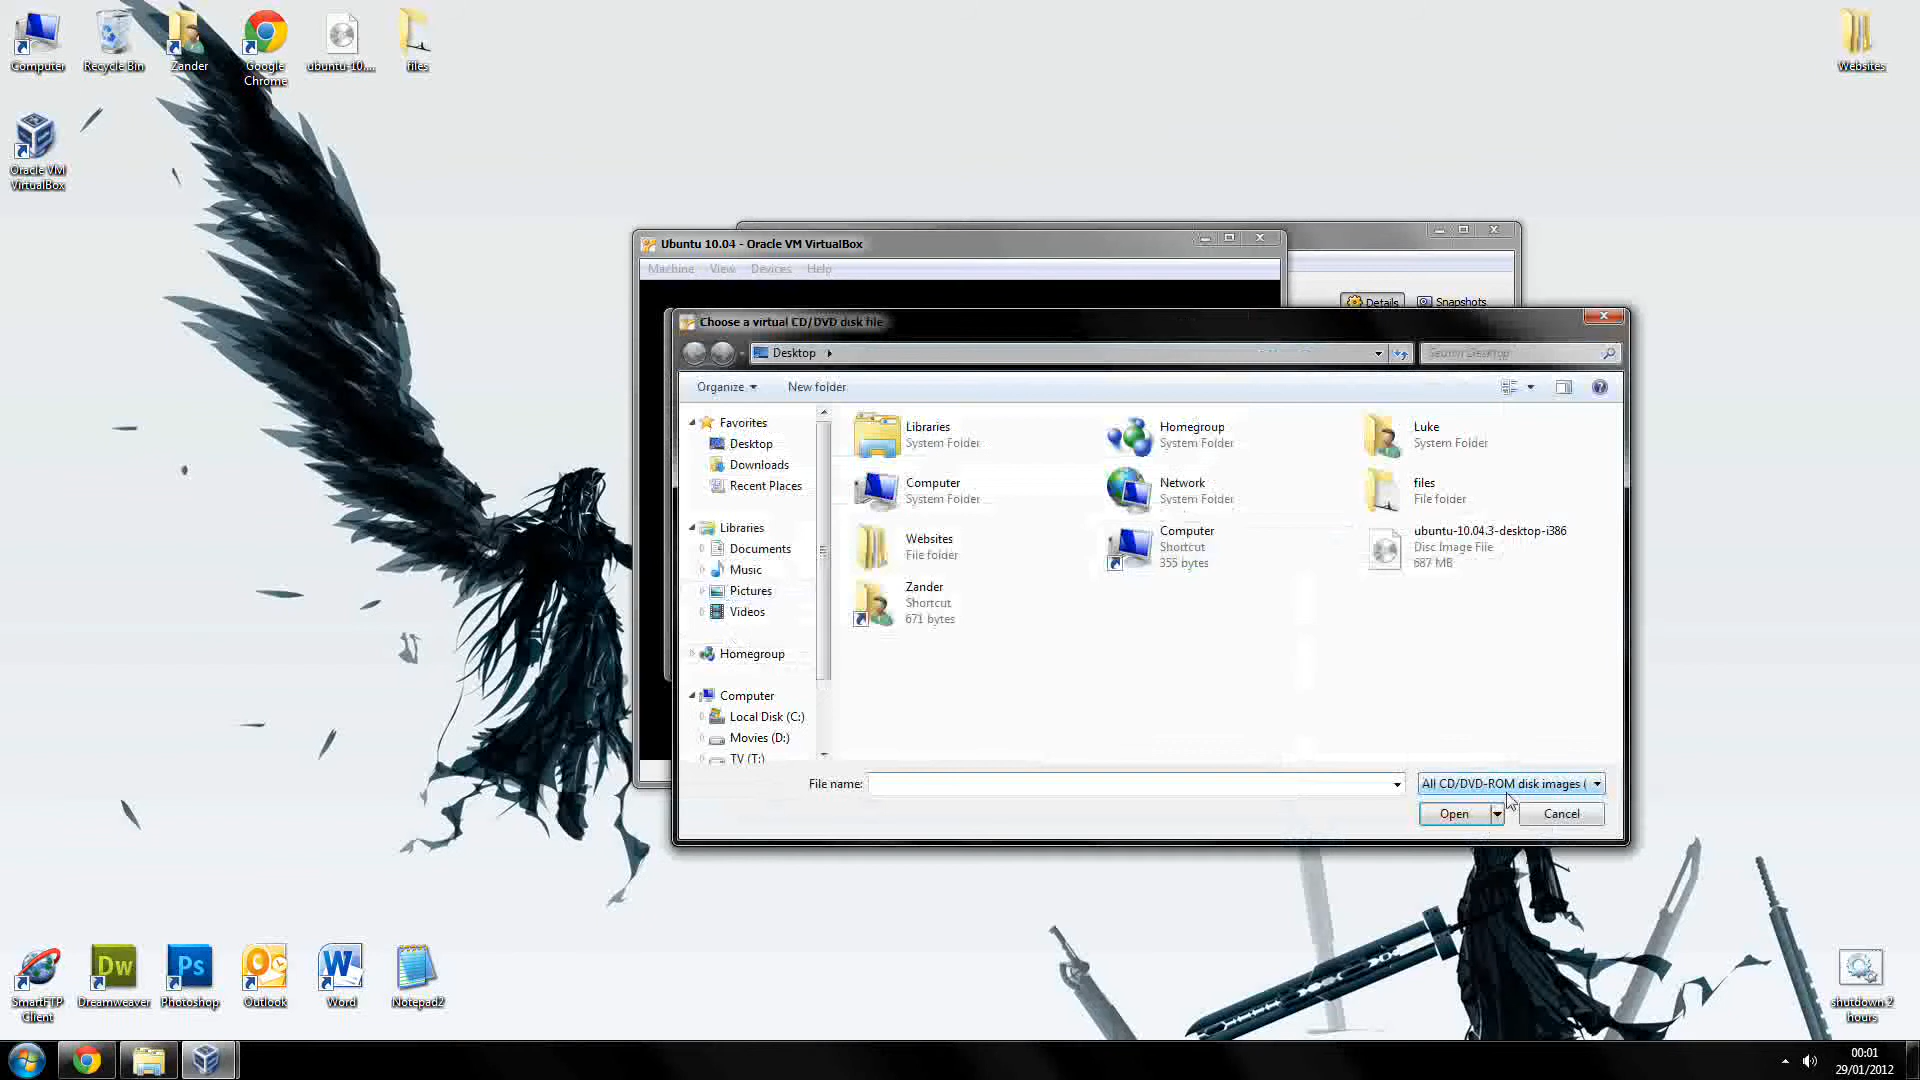 Computer
Recycle Bin
Zander
Google
Chrome
ubuntu-10....
files
Websites
Oracle VM
VirtualBox
Ubuntu 10.04 - Oracle VM VirtualBox
Machine View Devices Help
Details
Snapshots
Choose a virtual CD/DVD disk file
Desktop
Search Desktop
Organize
New folder
Favorites
Desktop
Downloads
Recent Places
Libraries
Documents
Music
Pictures
Videos
Homegroup
Computer
Local Disk (C:)
Movies (D:)
TV (T:)
Libraries
System Folder
Homegroup
System Folder
Luke
System Folder
Computer
System Folder
Network
System Folder
files
File folder
Websites
File folder
Computer
Shortcut
355 bytes
ubuntu-10.04.3-desktop-i386
Disc Image File
687 MB
Zander
Shortcut
671 bytes
File name:
All CD/DVD-ROM disk images (
Open
Cancel
SmartFTP
Client
Dw
Dreamweaver
Ps
Photoshop
Outlook
Word
Notepad2
shutdown 2
hours
00:01
29/01/2012